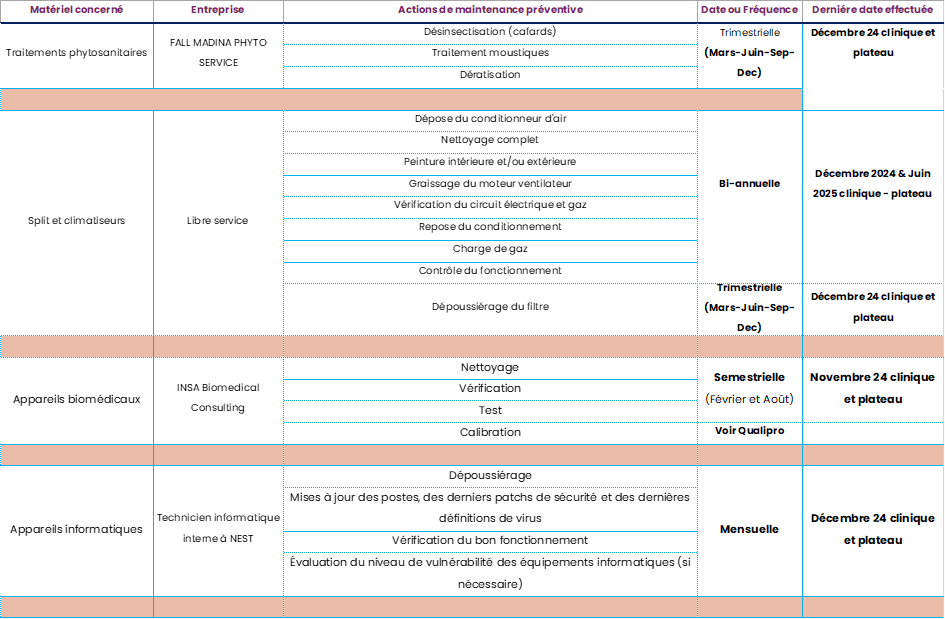 Matériel concerné
Entreprise
Actions de maintenance préventive
Date ou Fréquence
Derniére date effectuée
Traitements phytosanitaires
FALL MADINA PHYTO
SERVICE
Désinsectisation (cafards)
Traitement moustiques
Dératisation
Trimestrielle
(Mars-Juin-Sep-
Dec)
Décembre 24 clinique et
plateau
Split et climatiseurs
Libre service
Dépose du conditionneur d'air
Nettoyage complet
Peinture intérieure et/ou extérieure
Graissage du moteur ventilateur
Vérification du circuit électrique et gaz
Repose du conditionnement
Charge de gaz
Contrôle du fonctionnement
Bi-annuelle
Décembre 2024 & Juin
2025 clinique - plateau
Dépoussiérage du filtre
Trimestrielle
(Mars-Juin-Sep-
Dec)
Décembre 24 clinique et
plateau
Appareils biomédicaux
INSA Biomedical
Consulting
Nettoyage
Vérification
Test
Calibration
Semestrielle
(Février et Août)
Voir Qualipro
Novembre 24 clinique
et plateau
Appareils informatiques
Technicien informatique
interne à NEST
Dépoussiérage
Mises à jour des postes, des derniers patchs de sécurité et des dernières
définitions de virus
Vérification du bon fonctionnement
Évaluation du niveau de vulnérabilité des équipements informatiques (si
nécessaire)
Mensuelle
Décembre 24 clinique
et plateau